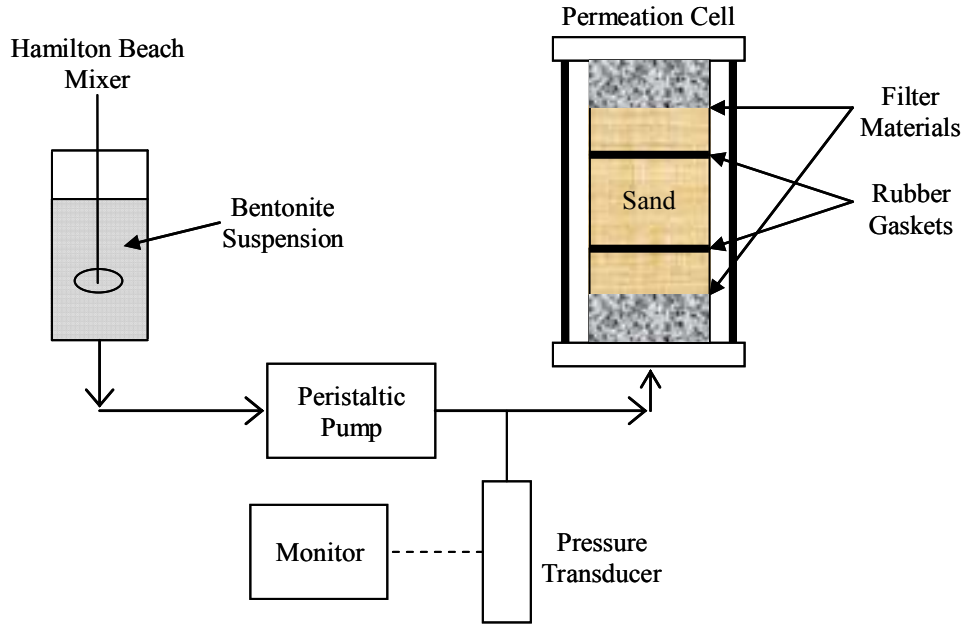 Permeation Cell
Hamilton Beach
Mixer
Filter
Materials
Bentonite
Suspension
Sand
Rubber
Gaskets
Peristaltic
Pump
Monitor
Pressure
Transducer